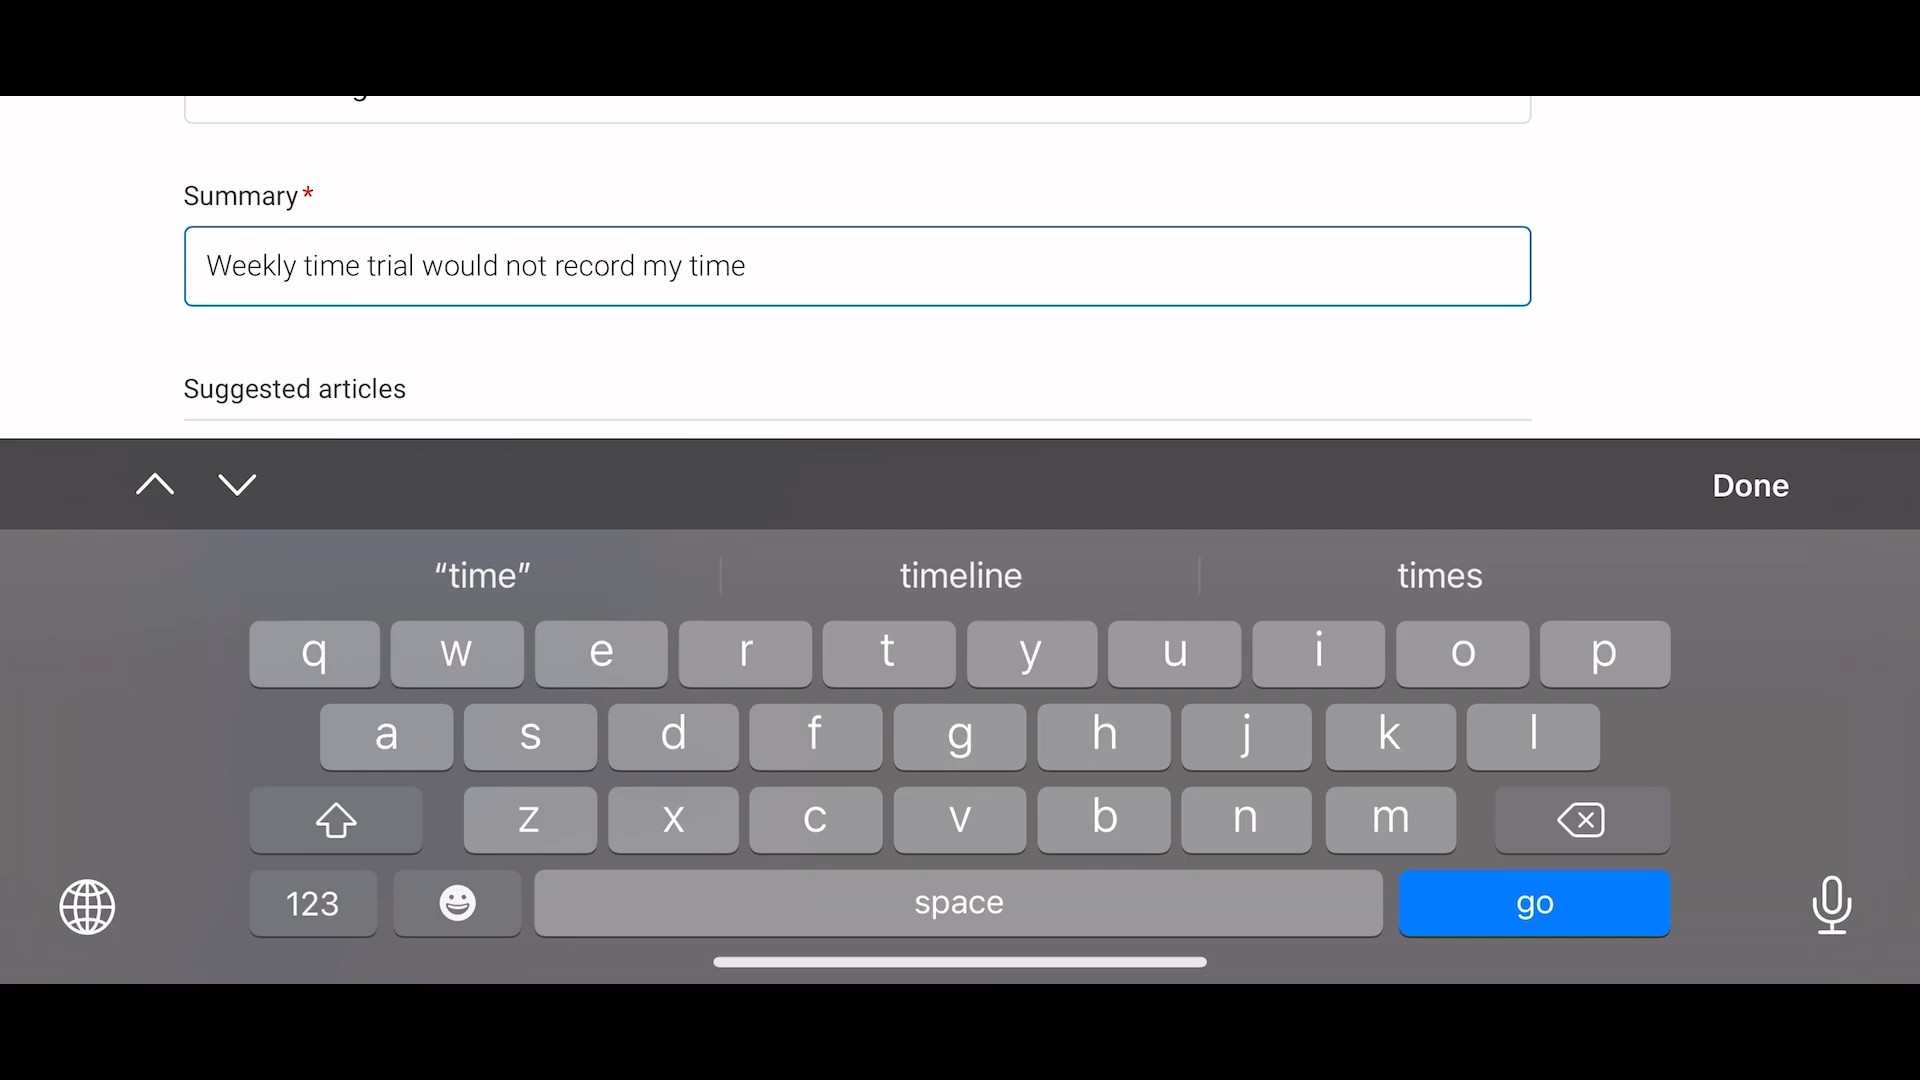 Summary*
Weekly time trial would not record my time
Suggested articles
Done
“time” timeline times
q w e r t y u i o p
a s d f g h j k l
z x c v b n m
123 space go